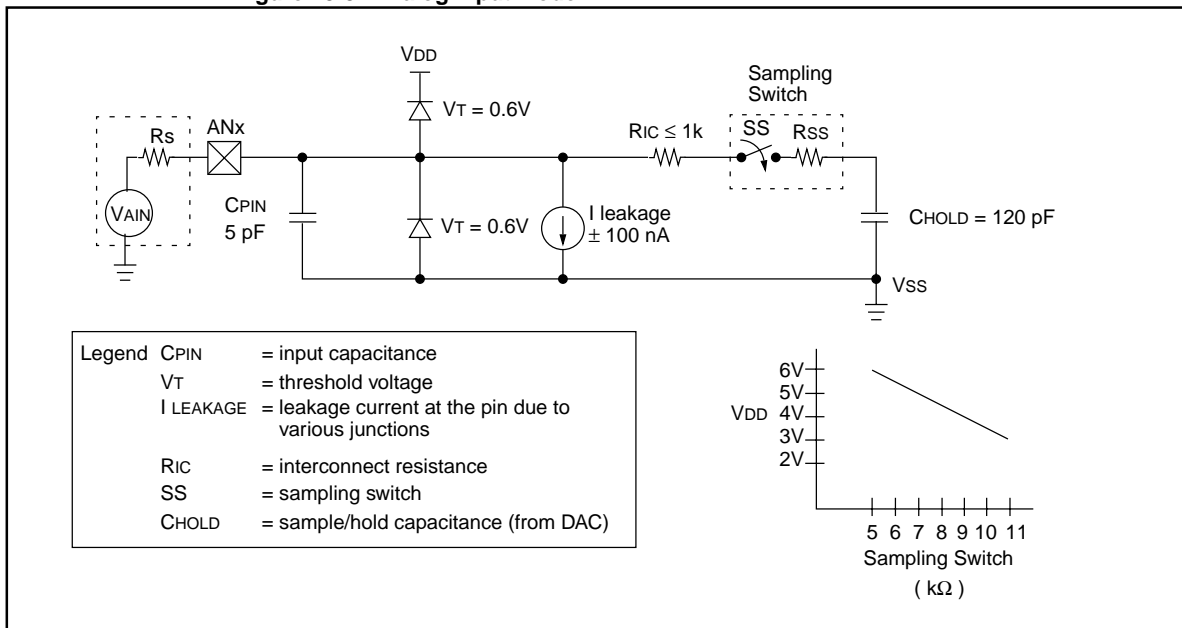 VDD
Sampling
Switch
VT = 0.6V
RS
ANx
RIC ≤ 1k
SS
RSS
VAIN
CPIN
5 pF
VT = 0.6V
I leakage
± 100 nA
CHOLD = 120 pF
VSS
Legend CPIN = input capacitance
VT = threshold voltage
I LEAKAGE = leakage current at the pin due to
various junctions
RIC = interconnect resistance
SS = sampling switch
CHOLD = sample/hold capacitance (from DAC)
6V
5V
VDD 4V
3V
2V
5 6 7 8 9 10 11
Sampling Switch
( kΩ )